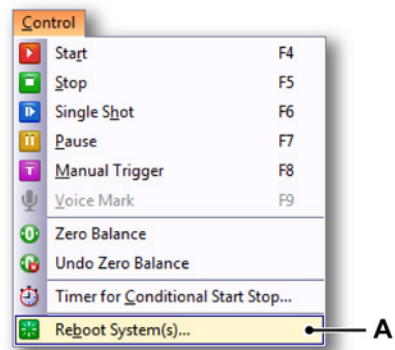 Control
Start F4
Stop F5
Single Shot F6
Pause F7
Manual Trigger F8
Voice Mark F9
Zero Balance
Undo Zero Balance
Timer for Conditional Start Stop...
Reboot System(s)... A